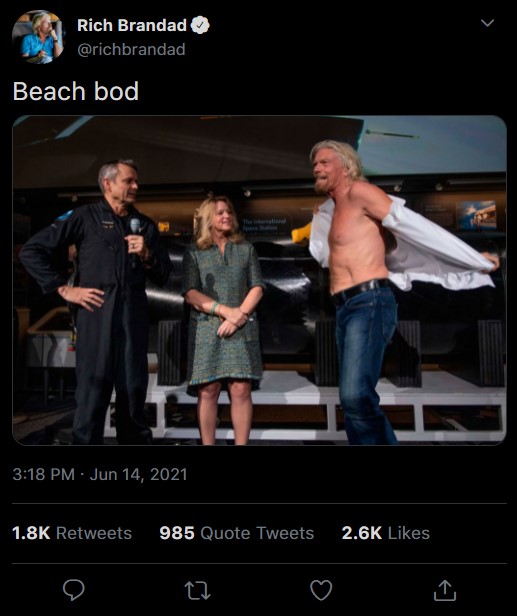 Rich Brandad
@richbrandad
Beach bod
The International
Space Station
3:18 PM · Jun 14, 2021
1.8K Retweets 985 Quote Tweets 2.6K Likes